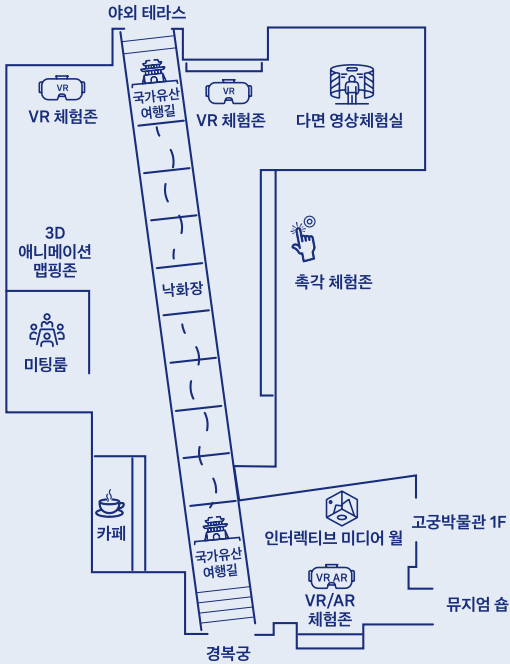 야외 테라스
VR
VR 체험존
국가유산
여행길
VR
VR 체험존
다면 영상체험실
3D
애니메이션
맵핑존
촉각 체험존
낙화장
미팅룸
카페
인터렉티브 미디어 월
고궁박물관 1F
국가유산
여행길
VR AR
VR/AR
체험존
뮤지엄 숍
경복궁